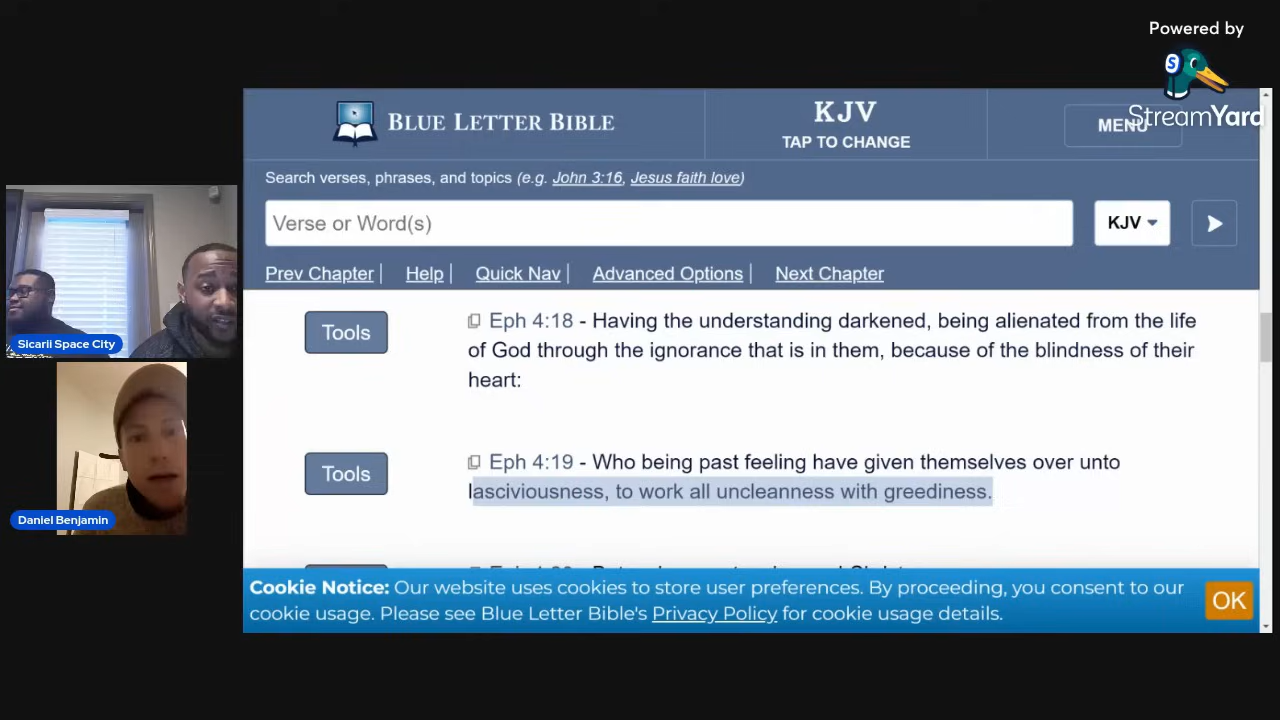 Powered by
StreamYard
BLUE LETTER BIBLE
KJV
TAP TO CHANGE
MENU
Search verses, phrases, and topics (e.g. John 3:16, Jesus faith love)
Verse or Word(s)
KJV
Prev Chapter | Help | Quick Nav | Advanced Options | Next Chapter
Tools
Eph 4:18 - Having the understanding darkened, being alienated from the life
of God through the ignorance that is in them, because of the blindness of their
heart:
Tools
Eph 4:19 - Who being past feeling have given themselves over unto
lasciviousness, to work all uncleanness with greediness.
Cookie Notice: Our website uses cookies to store user preferences. By proceeding, you consent to our
cookie usage. Please see Blue Letter Bible's Privacy Policy for cookie usage details.
OK
Sicarii Space City
Daniel Benjamin